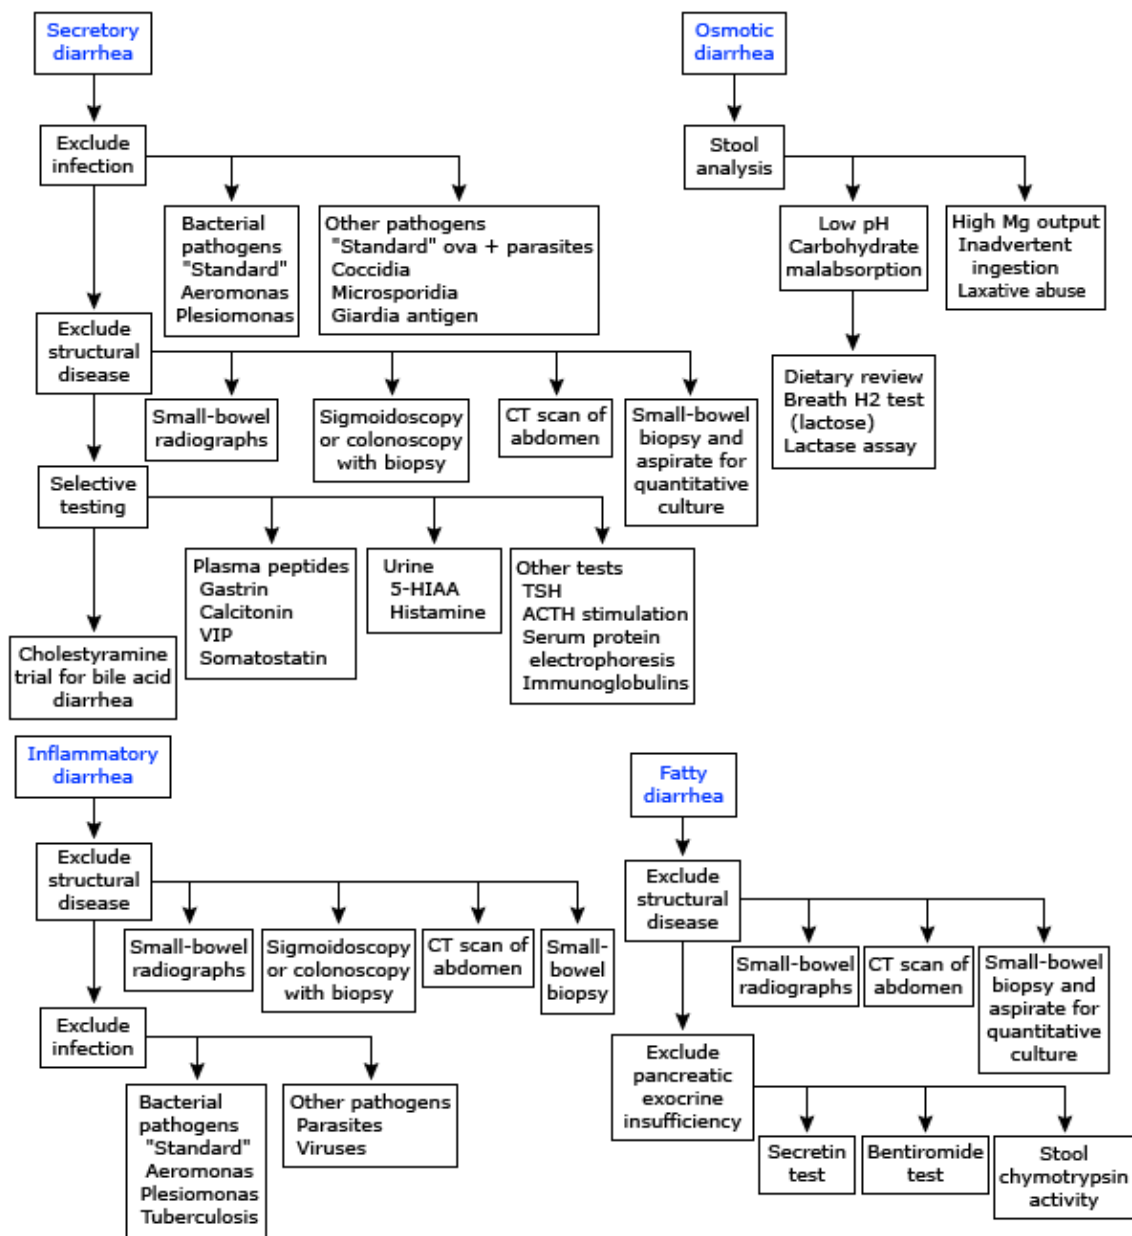 Secretory
diarrhea
Exclude
infection
Bacterial
pathogens
"Standard"
Aeromonas
Plesiomonas
Other pathogens
"Standard" ova + parasites
Coccidia
Microsporidia
Giardia antigen
Exclude
structural
disease
Small-bowel
radiographs
Sigmoidoscopy
or colonoscopy
with biopsy
CT scan of
abdomen
Small-bowel
biopsy and
aspirate for
quantitative
culture
Selective
testing
Plasma peptides
Gastrin
Calcitonin
VIP
Somatostatin
Urine
5-HIAA
Histamine
Other tests
TSH
ACTH stimulation
Serum protein
electrophoresis
Immunoglobulins
Cholestyramine
trial for bile acid
diarrhea
Osmotic
diarrhea
Stool
analysis
Low pH
Carbohydrate
malabsorption
High Mg output
Inadvertent
ingestion
Laxative abuse
Dietary review
Breath H2 test
(lactose)
Lactase assay
Inflammatory
diarrhea
Exclude
structural
disease
Small-bowel
radiographs
Sigmoidoscopy
or colonoscopy
with biopsy
CT scan of
abdomen
Small-
bowel
biopsy
Exclude
infection
Bacterial
pathogens
"Standard"
Aeromonas
Plesiomonas
Tuberculosis
Other pathogens
Parasites
Viruses
Fatty
diarrhea
Exclude
structural
disease
Small-bowel
radiographs
CT scan of
abdomen
Small-bowel
biopsy and
aspirate for
quantitative
culture
Exclude
pancreatic
exocrine
insufficiency
Secretin
test
Bentiromide
test
Stool
chymotrypsin
activity